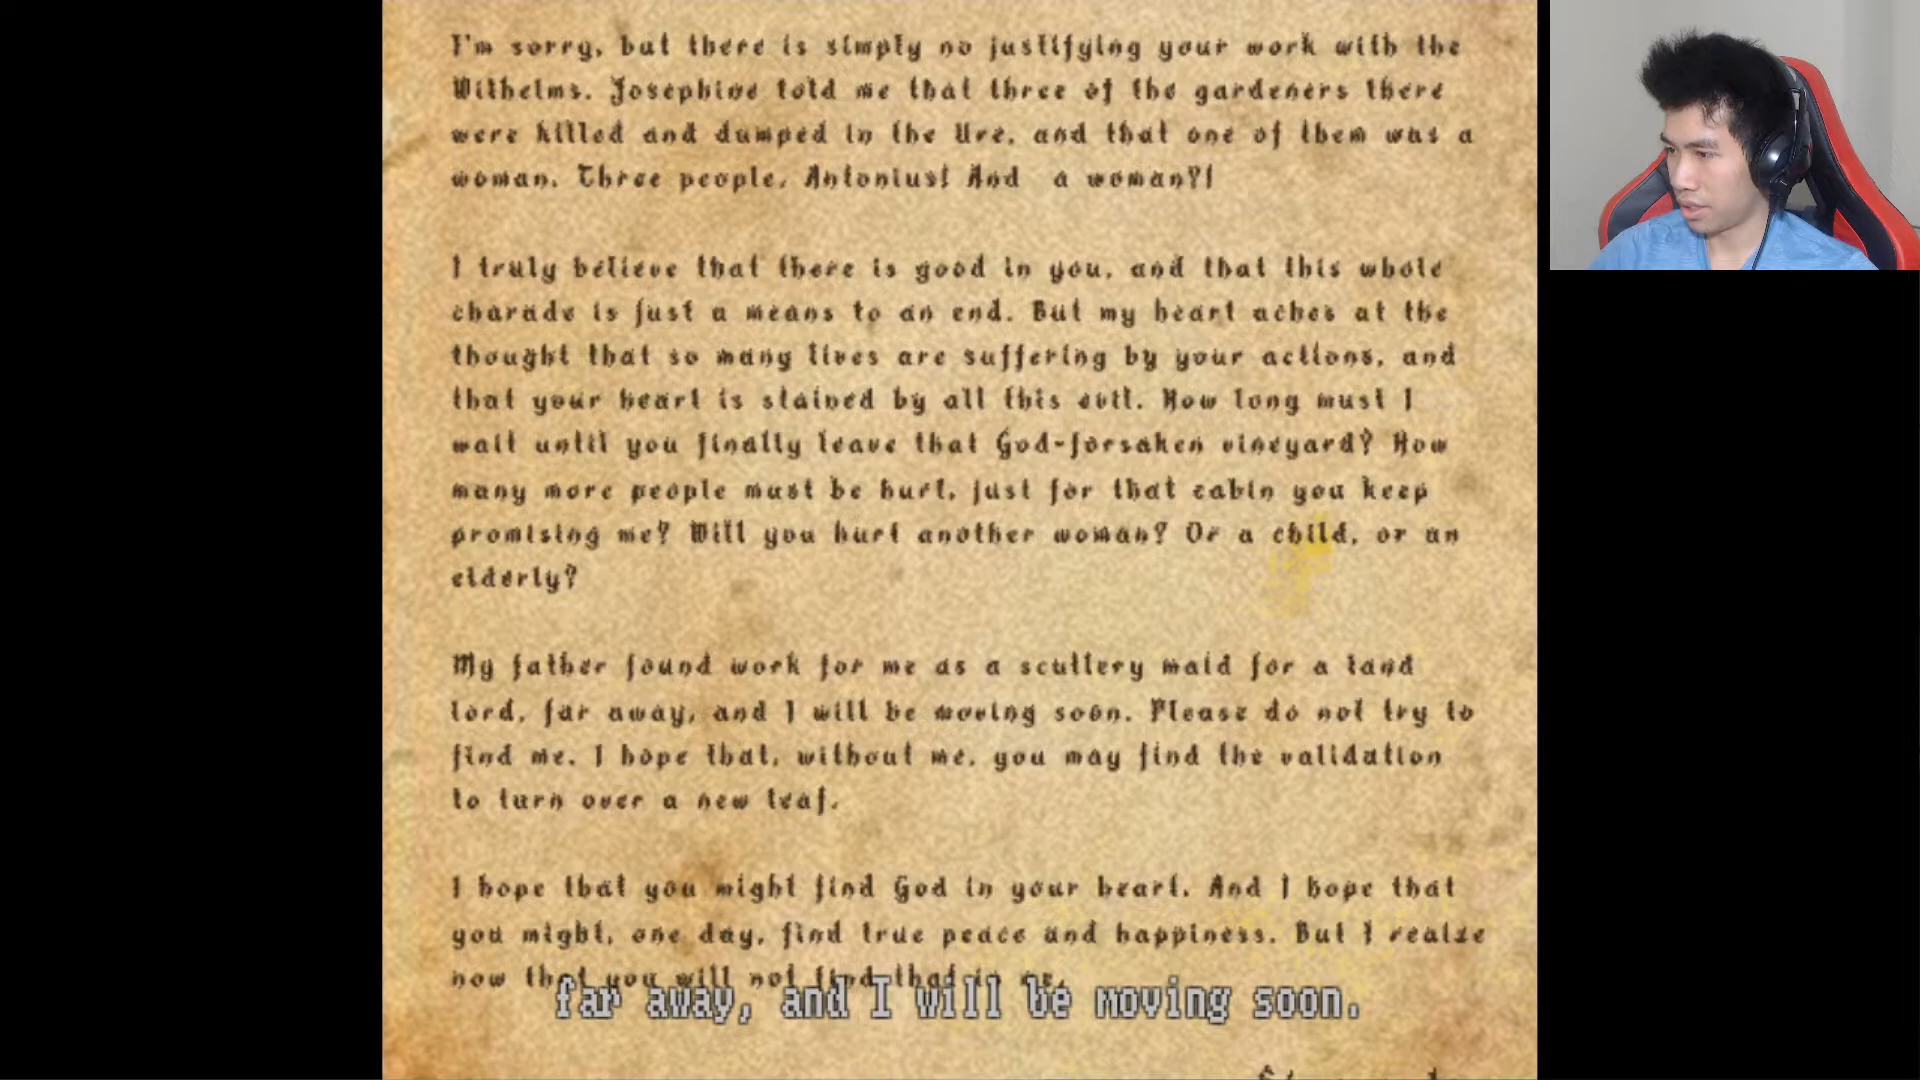 I'm sorry, but there is simply no justifying your work with the
Wilhelms. Josephine told me that three of the gardeners there
were killed and dumped in the Ure, and that one of them was a
woman. Three people, Antonius! And a woman?!
I truly believe that there is good in you, and that this whole
charade is just a means to an end. But my heart aches at the
thought that so many lives are suffering by your actions, and
that your heart is stained by all this evil. How long must I
wait until you finally leave that God-forsaken vineyard? How
many more people must be hurt, just for that cabin you keep
promising me? Will you hurt another woman? Or a child, or an
elderly?
My father found work for me as a scullery maid for a land
lord, far away, and I will be moving soon. Please do not try to
find me. I hope that, without me, you may find the validation
to turn over a new leaf.
I hope that you might find God in your heart. And I hope that
you might, one day, find true peace and happiness. But I realize
now that you will not find that in me.
far away, and I will be moving soon.